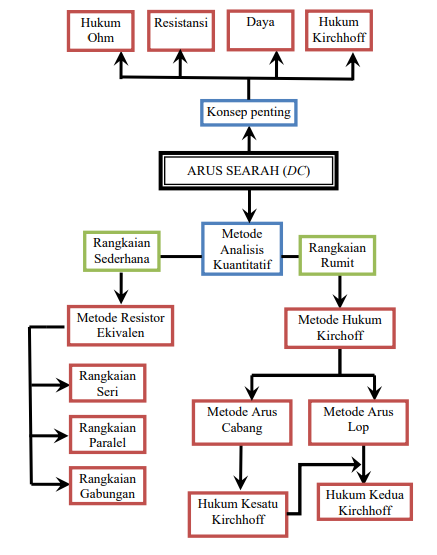 Hukum
Ohm
Resistansi
Daya
Hukum
Kirchhoff
Konsep penting
ARUS SEARAH (DC)
Rangkaian
Sederhana
Metode
Analisis
Kuantitatif
Rangkaian
Rumit
Metode Resistor
Ekivalen
Metode Hukum
Kirchoff
Rangkaian
Seri
Rangkaian
Paralel
Rangkaian
Gabungan
Metode Arus
Cabang
Metode Arus
Lop
Hukum Kesatu
Kirchhoff
Hukum Kedua
Kirchhoff